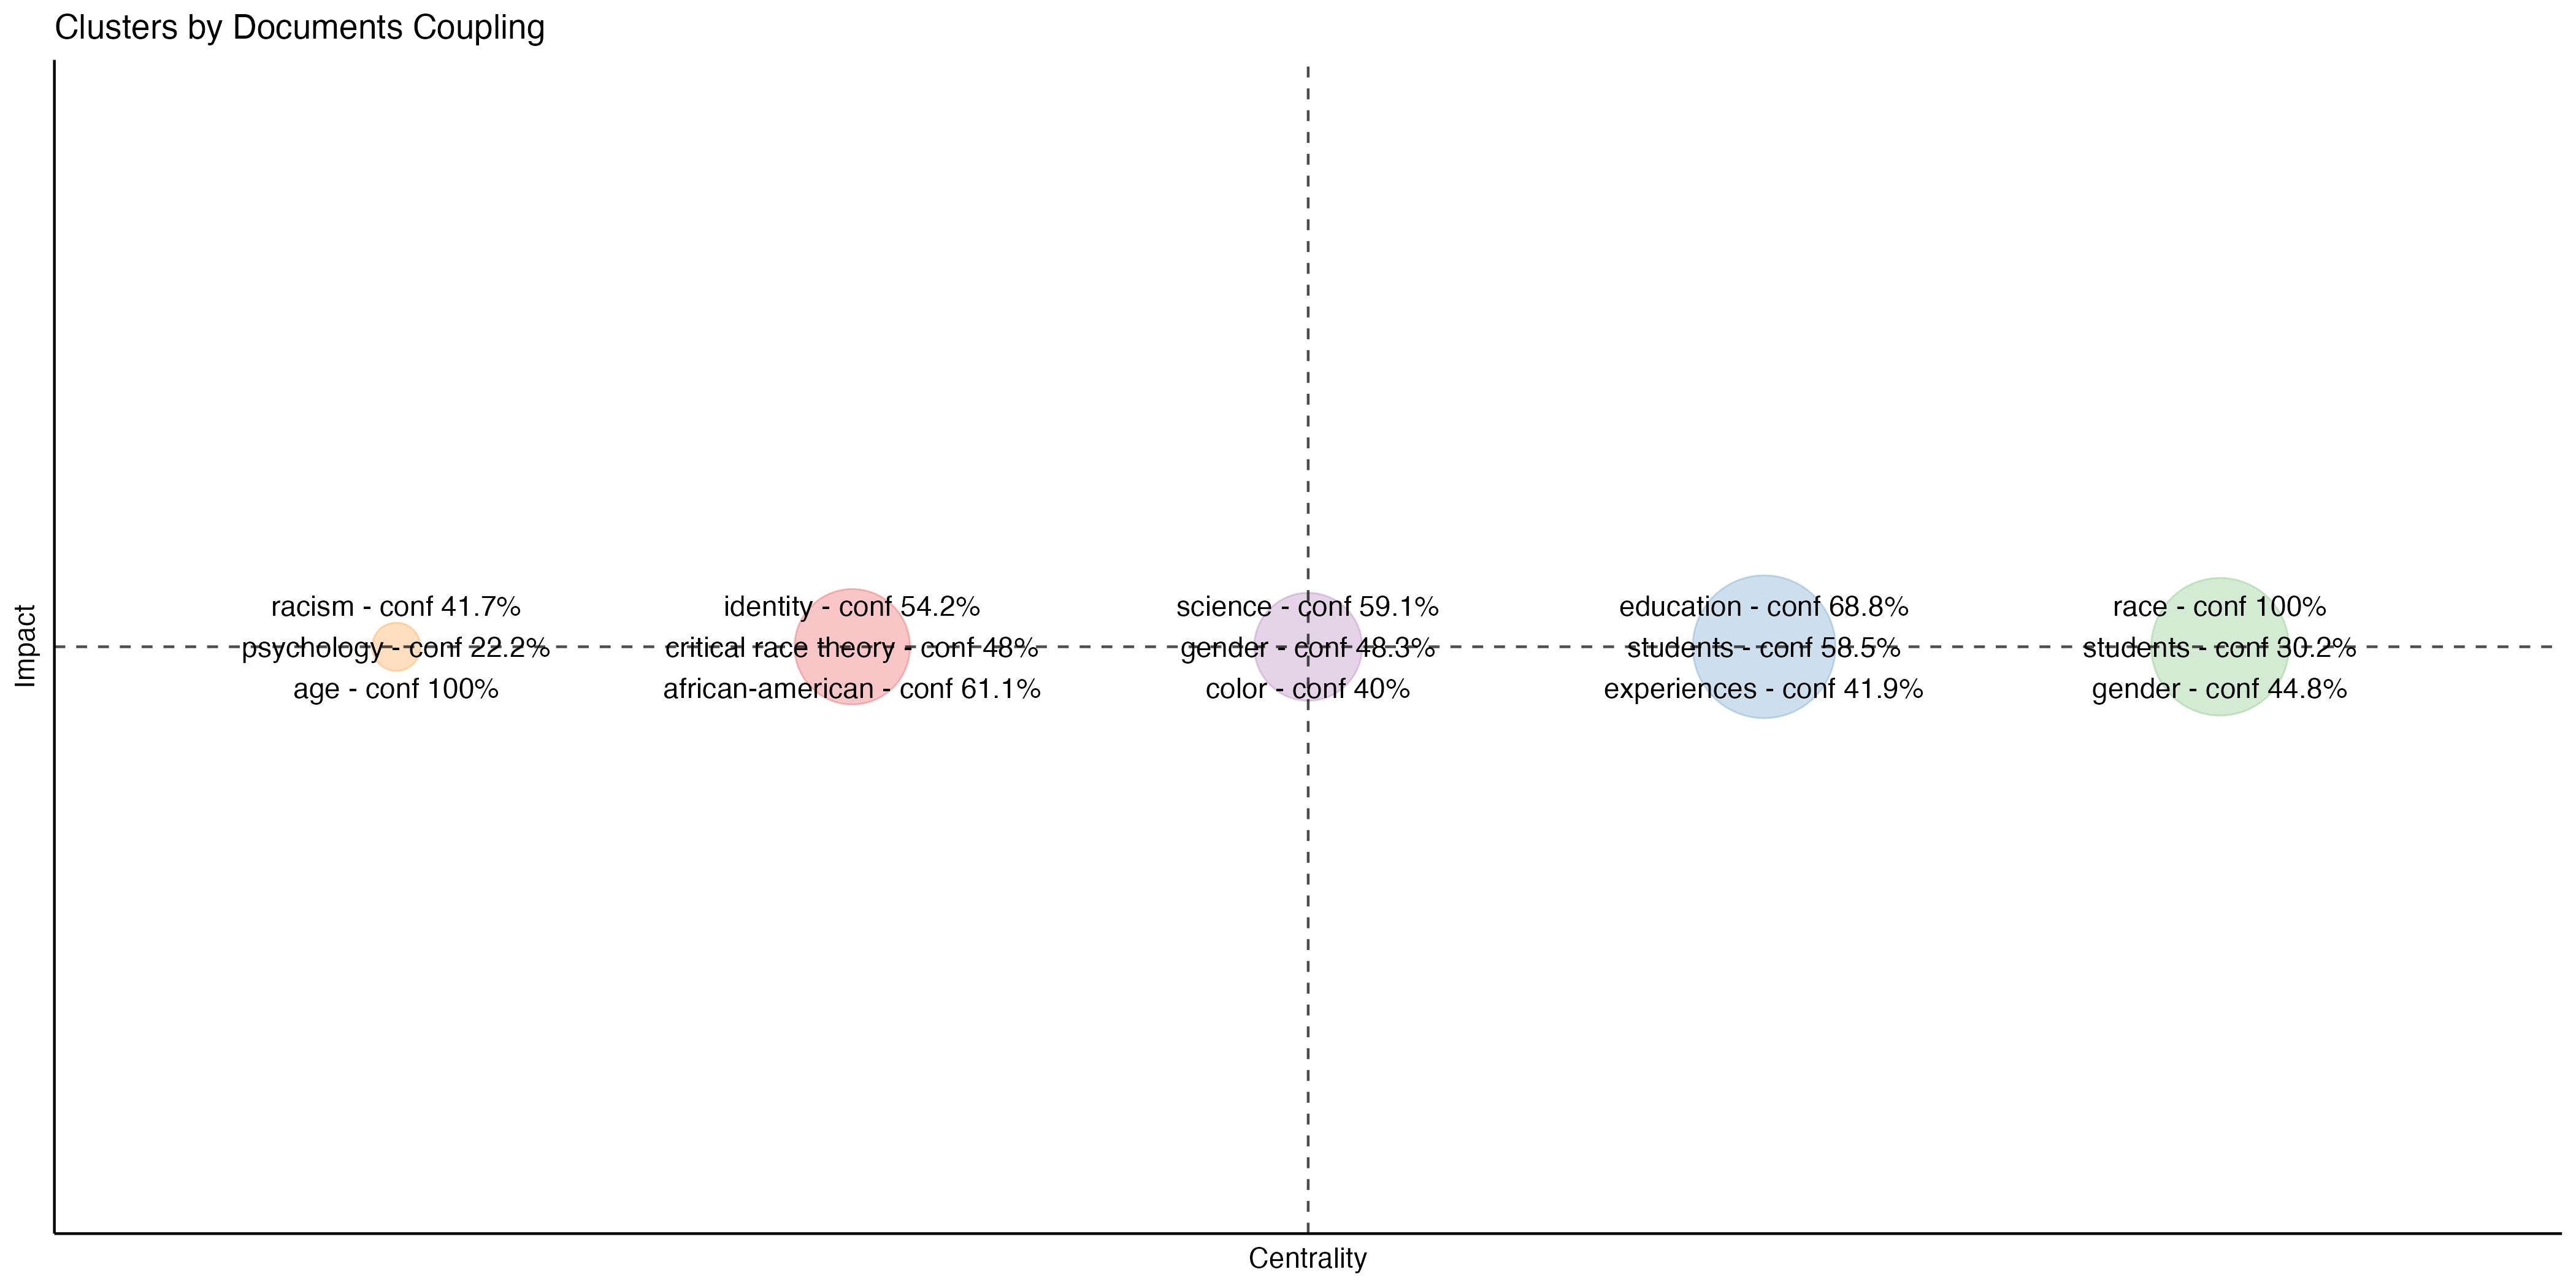 Clusters by Documents Coupling
Impact
racism - conf 41.7%
psychology - conf 22.2%
age - conf 100%
identity - conf 54.2%
critical race theory - conf 48%
african-american - conf 61.1%
science - conf 59.1%
gender - conf 48.3%
color - conf 40%
education - conf 68.8%
students - conf 58.5%
experiences - conf 41.9%
race - conf 100%
students - conf 30.2%
gender - conf 44.8%
Centrality